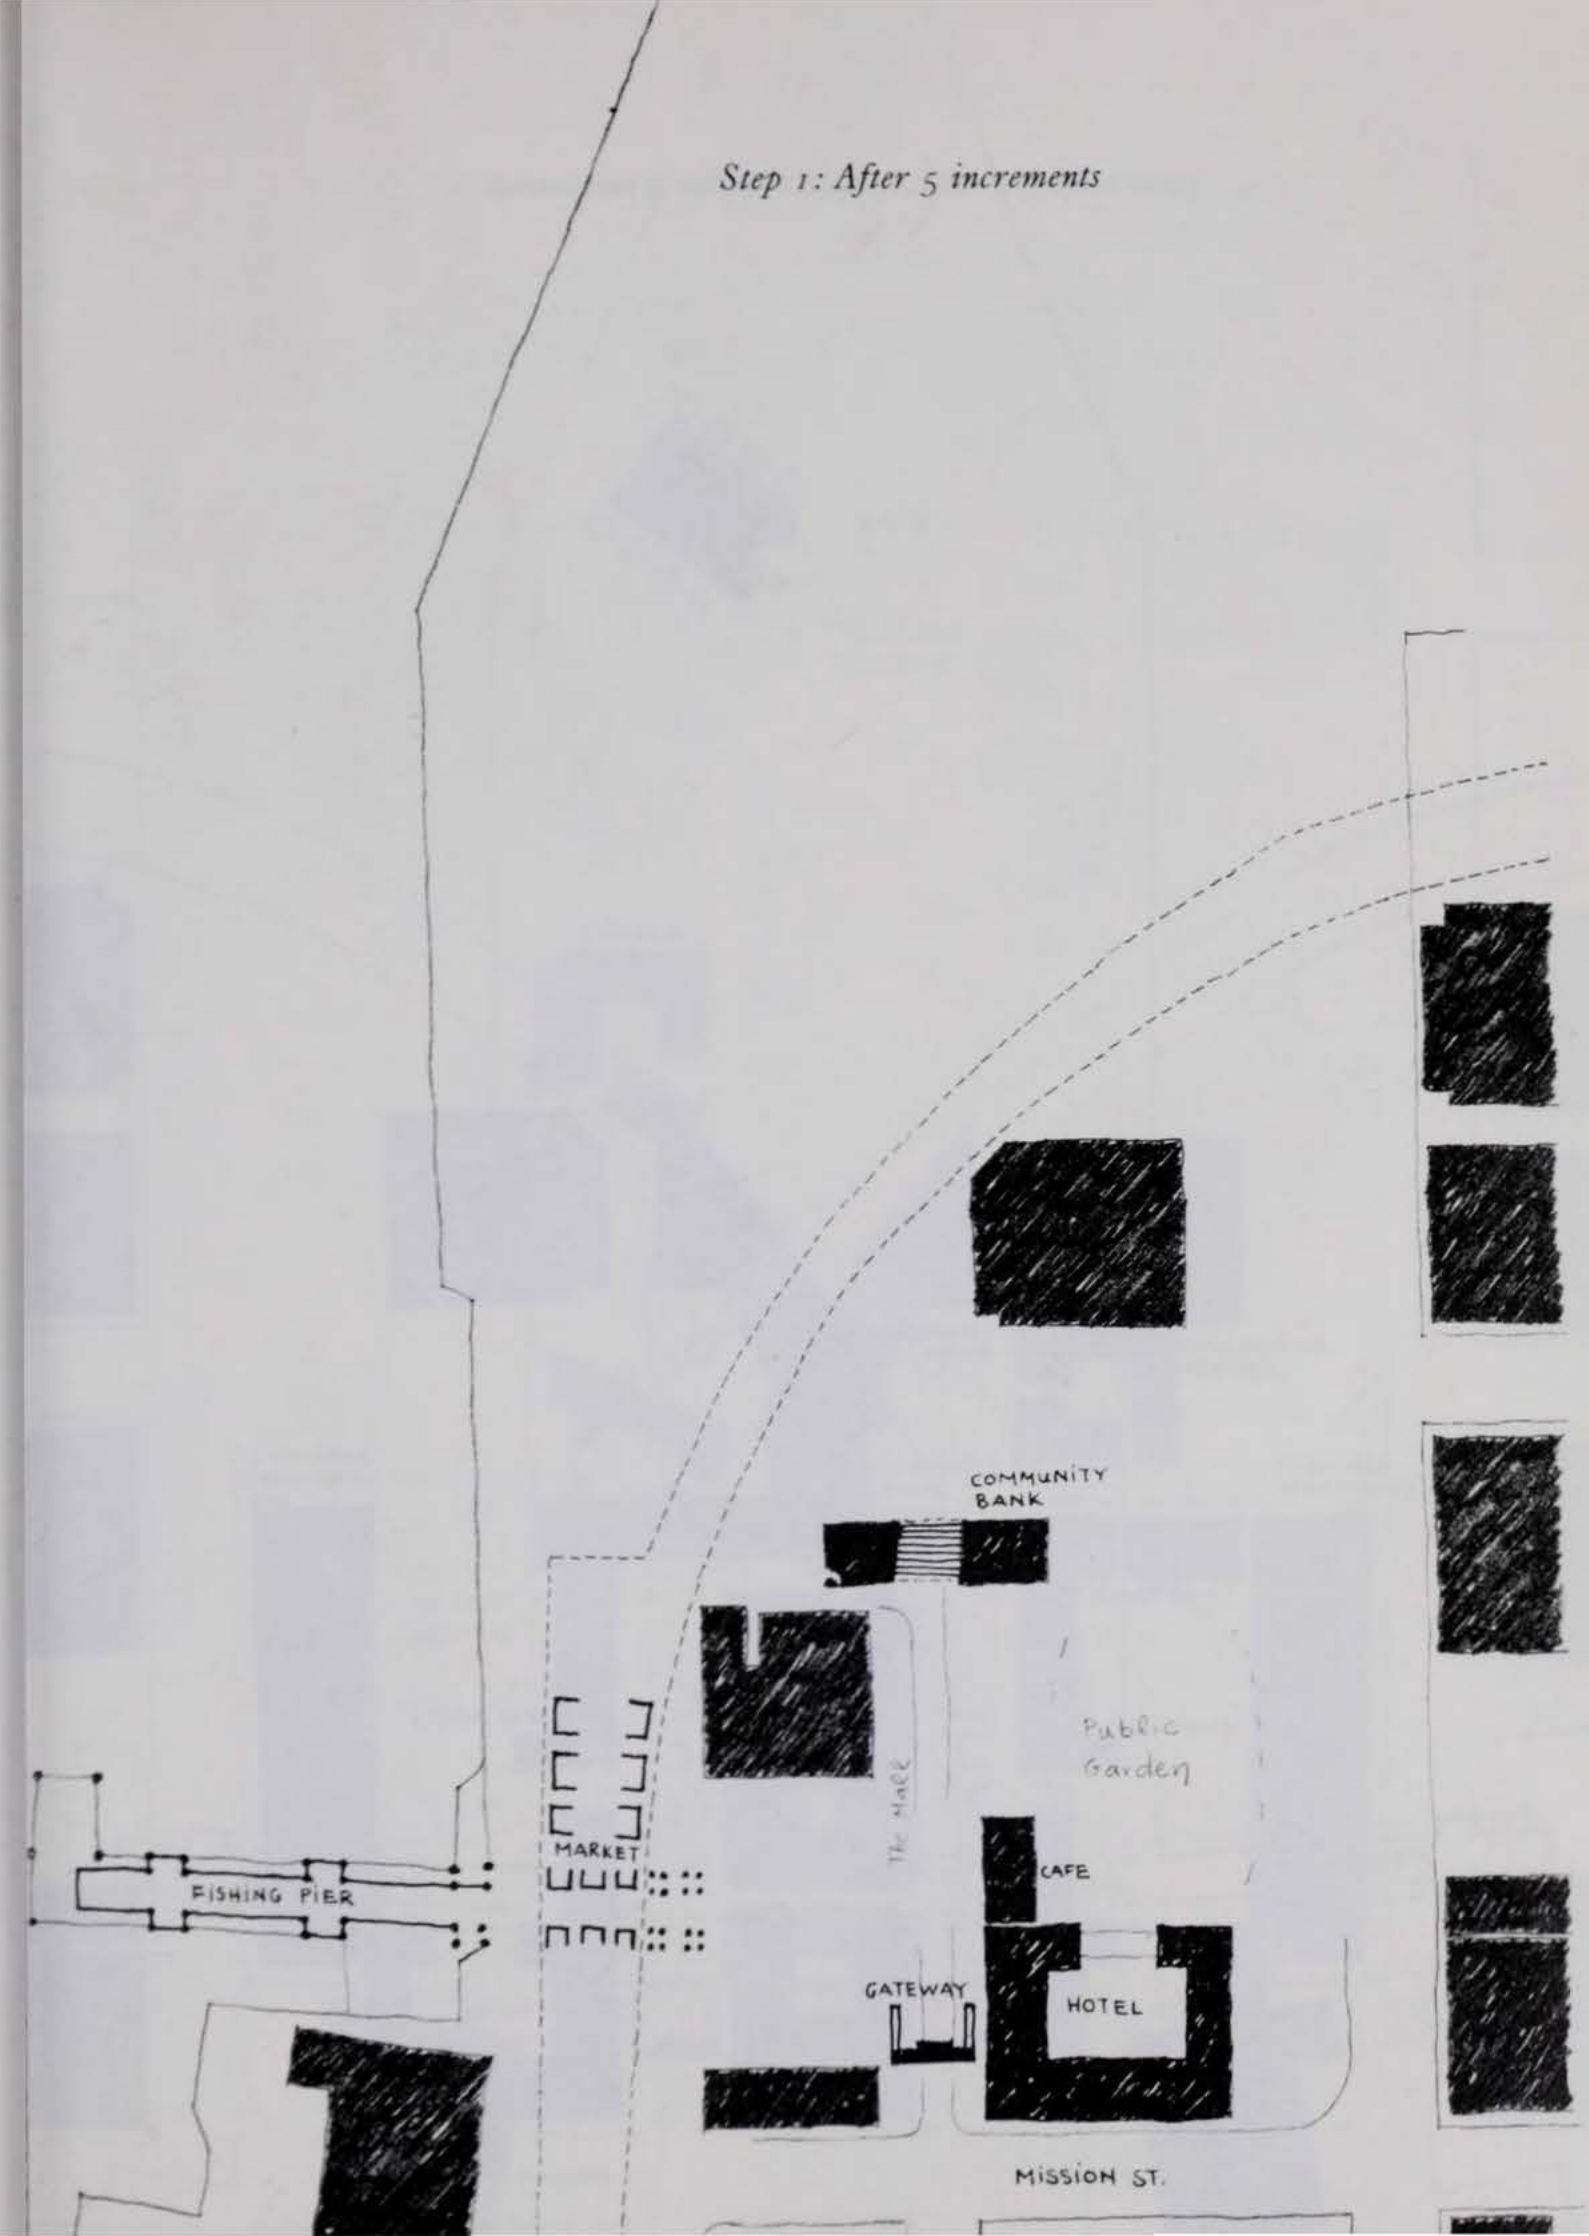 Step 1: After 5 increments
COMMUNITY
BANK
Public
Garden
The Mall
MARKET
CAFE
FISHING PIER
GATEWAY
HOTEL
MISSION ST.